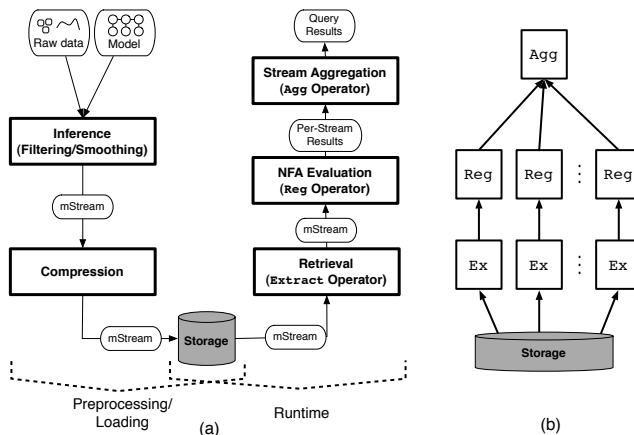 Raw data
Model
Inference
(Filtering/Smoothing)
mStream
Compression
mStream
Storage
mStream
Retrieval
(Extract Operator)
mStream
NFA Evaluation
(Reg Operator)
Per-Stream
Results
Stream Aggregation
(Agg Operator)
Query
Results
Preprocessing/
Loading
(a)
Runtime
Agg
Reg
Reg
Reg
Ex
Ex
Ex
Storage
(b)